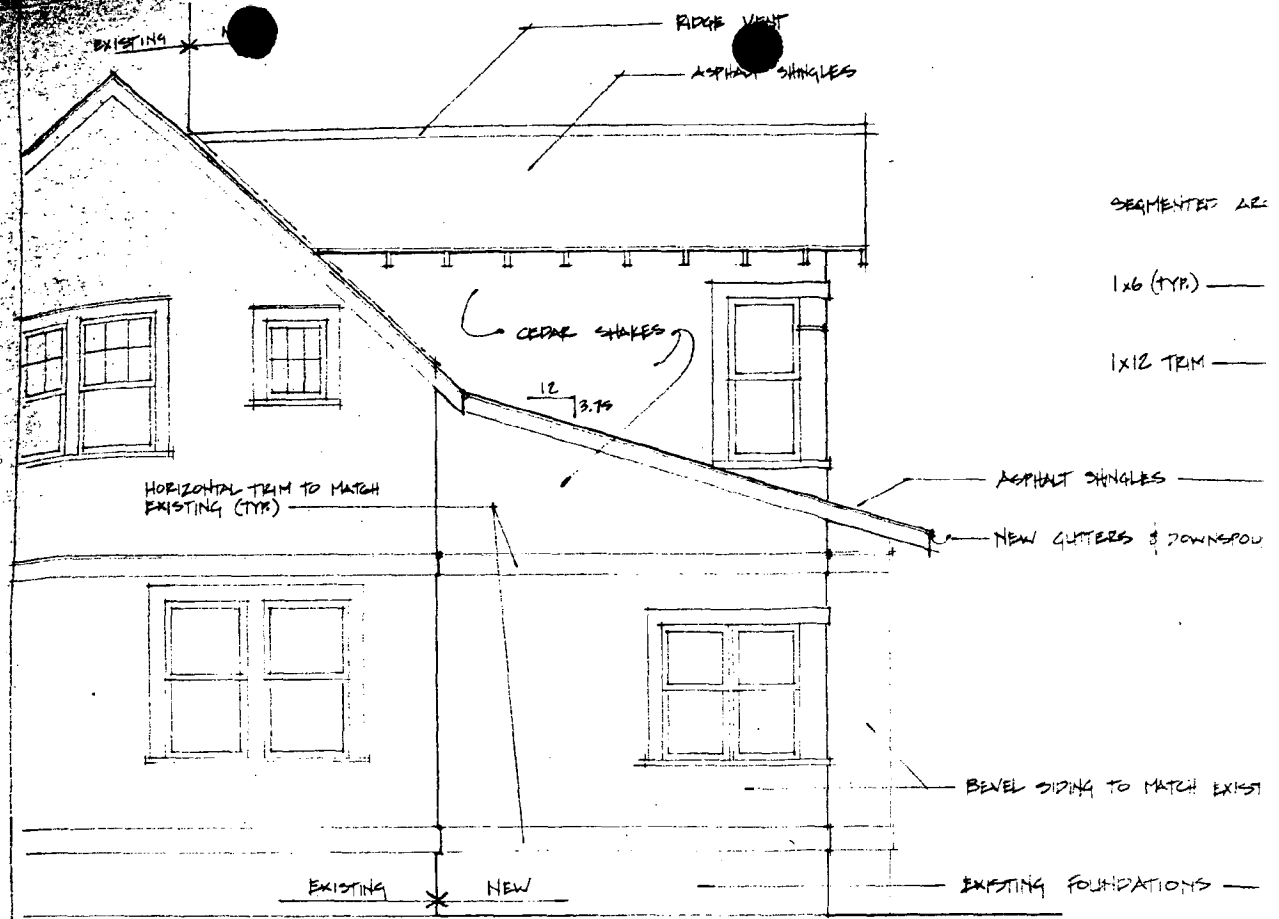 RIDGE VENT
EXISTING
ASPHALT SHINGLES
SEGMENTED
1x6 (TYP.)
CEDAR SHAKES
1x12 TRIM
12
3.75
HORIZONTAL TRIM TO MATCH
EXISTING (TYP.)
ASPHALT SHINGLES
NEW GUTTERS & DOWNSPOU
BEVEL SIDING TO MATCH EXIST
EXISTING NEW
EXISTING FOUNDATIONS